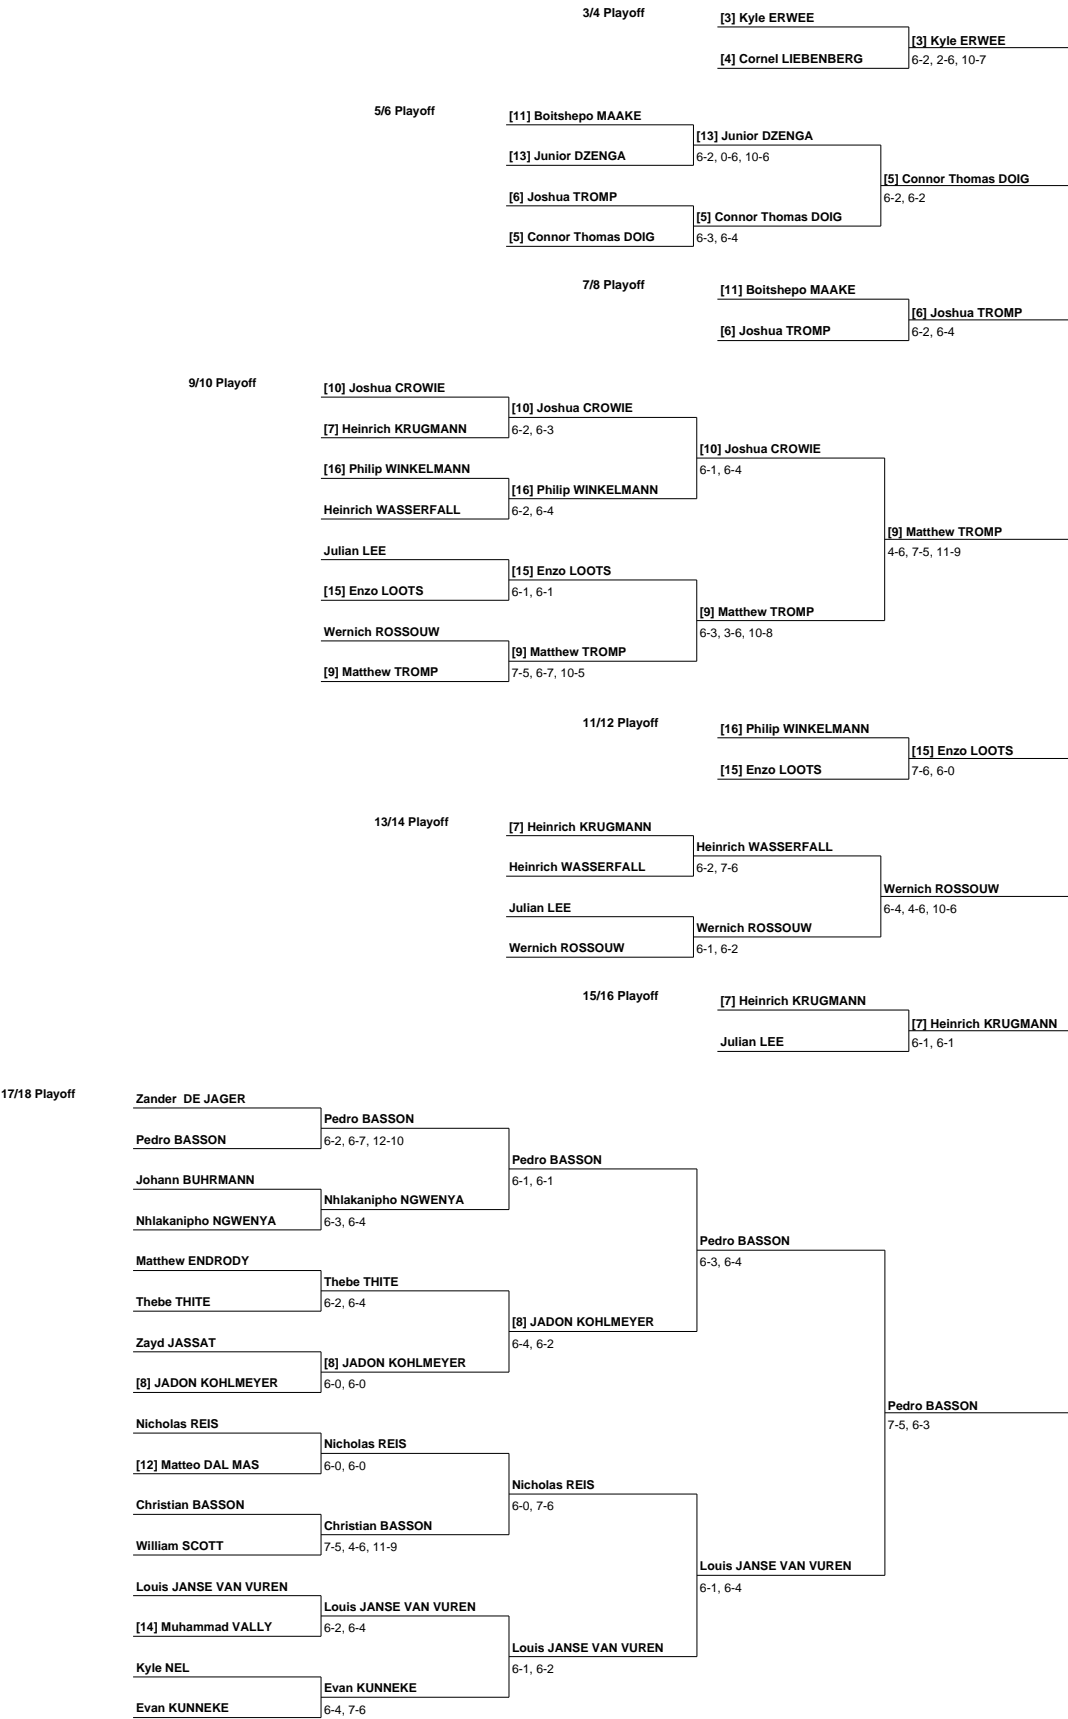 3/4 Playoff
[3] Kyle ERWEE
[3] Kyle ERWEE
[4] Cornel LIEBENBERG
6-2, 2-6, 10-7
5/6 Playoff
[11] Boitshepo MAAKE
[13] Junior DZENGA
[13] Junior DZENGA
6-2, 0-6, 10-6
[5] Connor Thomas DOIG
[6] Joshua TROMP
6-2, 6-2
[5] Connor Thomas DOIG
[5] Connor Thomas DOIG
6-3, 6-4
7/8 Playoff
[11] Boitshepo MAAKE
[6] Joshua TROMP
[6] Joshua TROMP
6-2, 6-4
9/10 Playoff
[10] Joshua CROWIE
[10] Joshua CROWIE
[7] Heinrich KRUGMANN
6-2, 6-3
[10] Joshua CROWIE
[16] Philip WINKELMANN
6-1, 6-4
[16] Philip WINKELMANN
Heinrich WASSERFALL
6-2, 6-4
[9] Matthew TROMP
Julian LEE
4-6, 7-5, 11-9
[15] Enzo LOOTS
[15] Enzo LOOTS
6-1, 6-1
[9] Matthew TROMP
Wernich ROSSOUW
6-3, 3-6, 10-8
[9] Matthew TROMP
[9] Matthew TROMP
7-5, 6-7, 10-5
11/12 Playoff
[16] Philip WINKELMANN
[15] Enzo LOOTS
[15] Enzo LOOTS
7-6, 6-0
13/14 Playoff
[7] Heinrich KRUGMANN
Heinrich WASSERFALL
Heinrich WASSERFALL
6-2, 7-6
Wernich ROSSOUW
Julian LEE
6-4, 4-6, 10-6
Wernich ROSSOUW
Wernich ROSSOUW
6-1, 6-2
15/16 Playoff
[7] Heinrich KRUGMANN
[7] Heinrich KRUGMANN
Julian LEE
6-1, 6-1
17/18 Playoff
Zander  DE JAGER
Pedro BASSON
Pedro BASSON
6-2, 6-7, 12-10
Pedro BASSON
Johann BUHRMANN
6-1, 6-1
Nhlakanipho NGWENYA
Nhlakanipho NGWENYA
6-3, 6-4
Pedro BASSON
Matthew ENDRODY
6-3, 6-4
Thebe THITE
Thebe THITE
6-2, 6-4
[8] JADON KOHLMEYER
Zayd JASSAT
6-4, 6-2
[8] JADON KOHLMEYER
[8] JADON KOHLMEYER
6-0, 6-0
Pedro BASSON
Nicholas REIS
7-5, 6-3
Nicholas REIS
[12] Matteo DAL MAS
6-0, 6-0
Nicholas REIS
Christian BASSON
6-0, 7-6
Christian BASSON
William SCOTT
7-5, 4-6, 11-9
Louis JANSE VAN VUREN
Louis JANSE VAN VUREN
6-1, 6-4
Louis JANSE VAN VUREN
[14] Muhammad VALLY
6-2, 6-4
Louis JANSE VAN VUREN
Kyle NEL
6-1, 6-2
Evan KUNNEKE
Evan KUNNEKE
6-4, 7-6